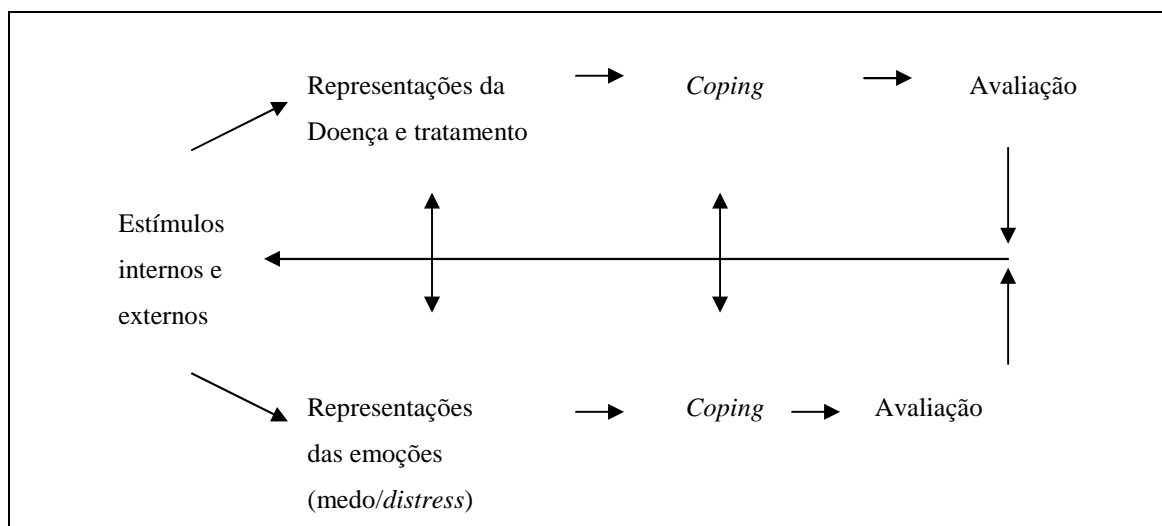 Representações da
Doença e tratamento
Coping
Avaliação
Estímulos
internos e
externos
Representações
das emoções
(medo/distress)
Coping
Avaliação